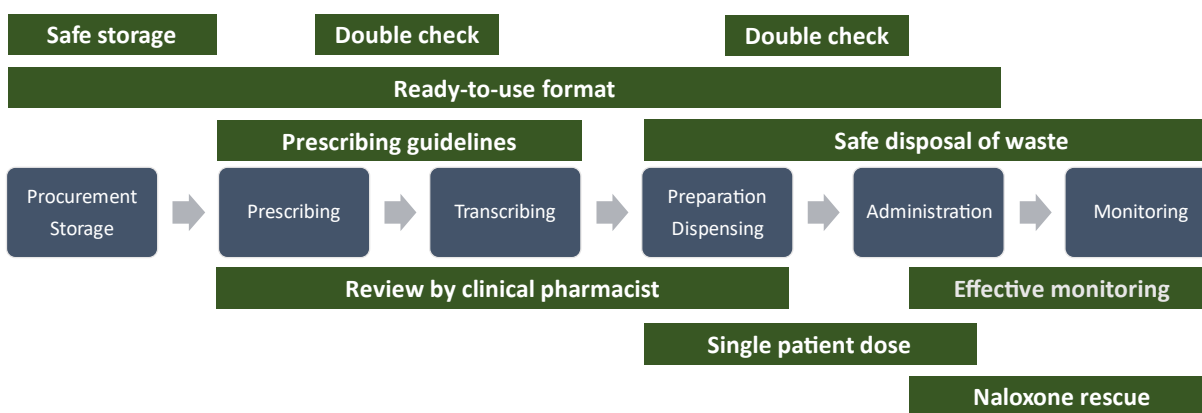 Safe storage
Double check
Double check
Ready-to-use format
Prescribing guidelines
Safe disposal of waste
Procurement
Storage
Prescribing
Transcribing
Preparation
Dispensing
Administration
Monitoring
Review by clinical pharmacist
Effective monitoring
Single patient dose
Naloxone rescue